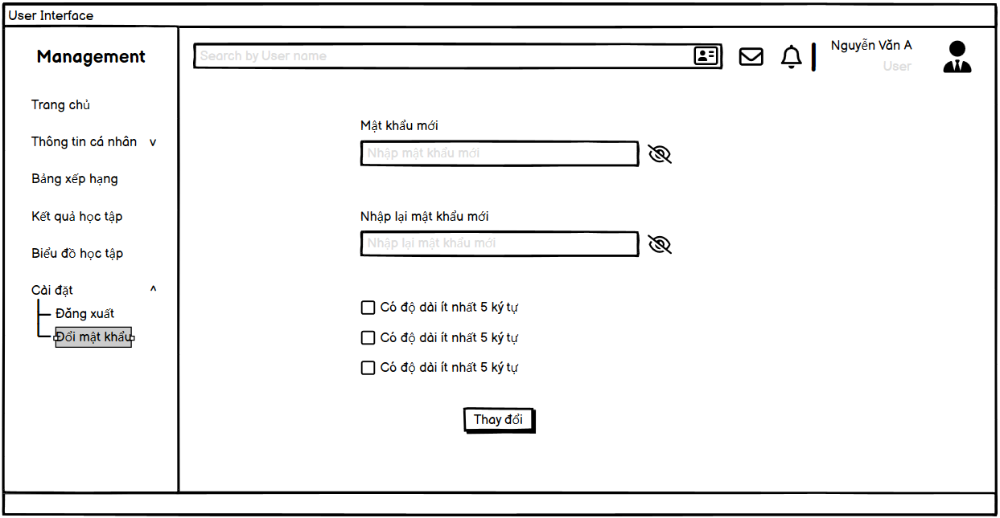 User Interface
Management
Search by User name
Nguyễn Văn A
User
Trang chủ
Thông tin cá nhân v
Bảng xếp hạng
Kết quả học tập
Biểu đồ học tập
Cài đặt ^
Đăng xuất
Đổi mật khẩu
Mật khẩu mới
Nhập mật khẩu mới
Nhập lại mật khẩu mới
Nhập lại mật khẩu mới
Có độ dài ít nhất 5 ký tự
Có độ dài ít nhất 5 ký tự
Có độ dài ít nhất 5 ký tự
Thay đổi